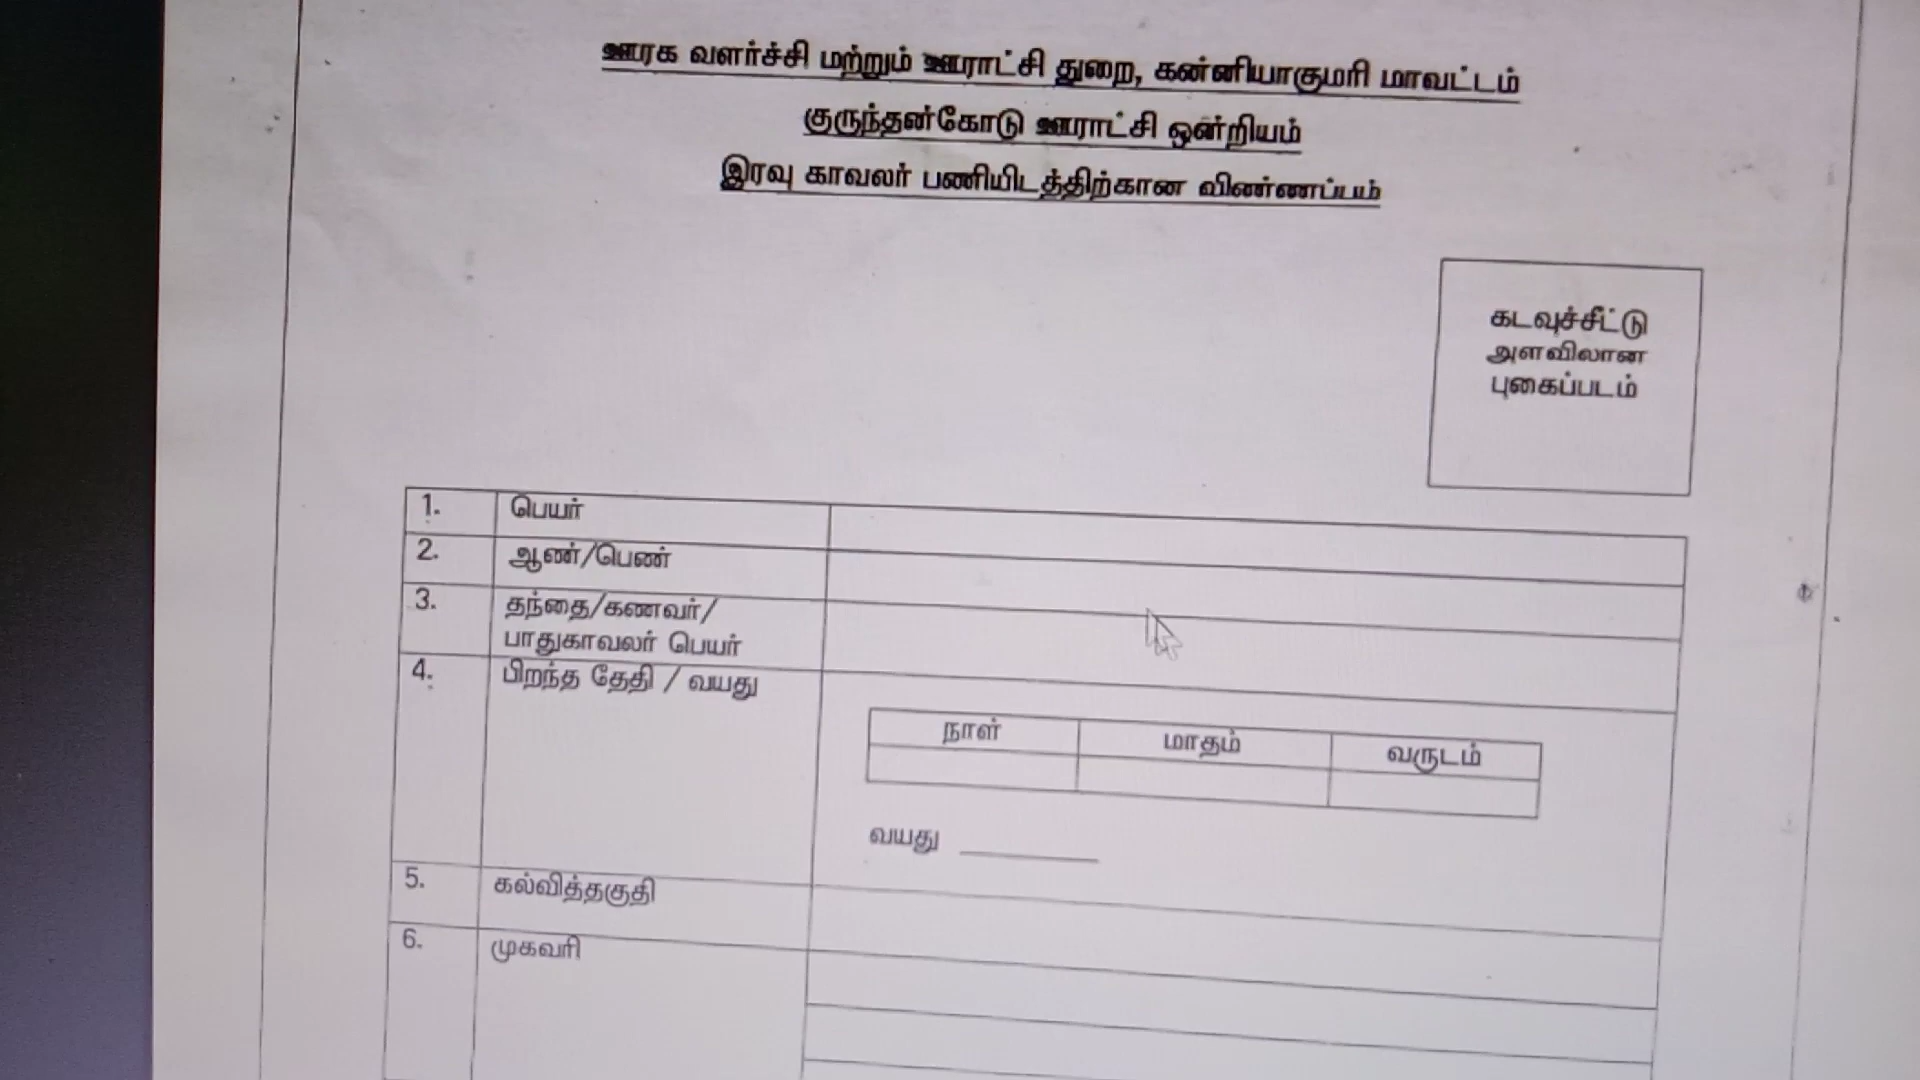 ஊரக வளர்ச்சி மற்றும் ஊராட்சி துறை, கன்னியாகுமரி மாவட்டம்
குருந்தன்கோடு ஊராட்சி ஒன்றியம்
இரவு காவலர் பணியிடத்திற்கான விண்ணப்பம்
கடவுச்சீட்டு
அளவிலான
புகைப்படம்
1. பெயர்
2. ஆண்/பெண்
3. தந்தை/கணவர்/
பாதுகாவலர் பெயர்
4. பிறந்த தேதி / வயது
நாள் மாதம் வருடம்
வயது
5. கல்வித்தகுதி
6. முகவரி